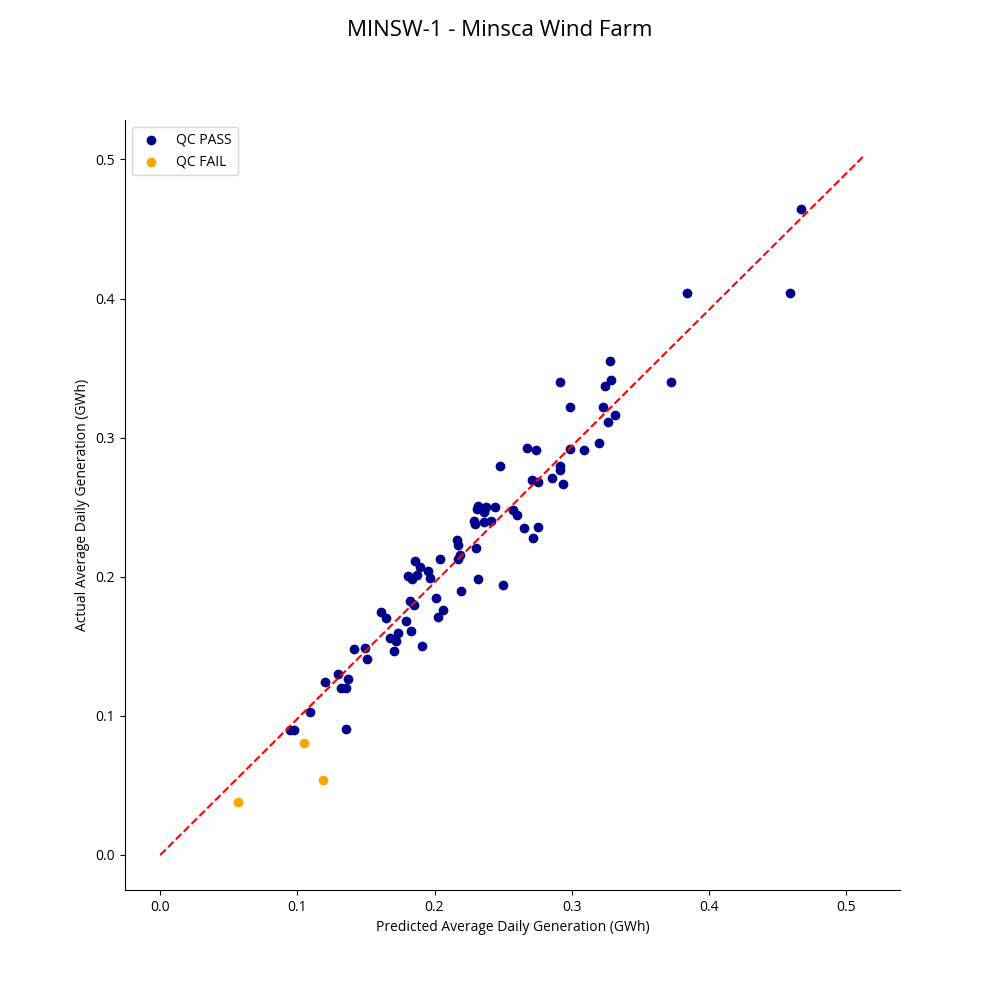 MINSW-1 - Minsca Wind Farm
QC PASS
QC FAIL
0.5
0.4
0.3
0.2
0.1
0.0
Actual Average Daily Generation (GWh)
0.0 0.1 0.2 0.3 0.4 0.5
Predicted Average Daily Generation (GWh)